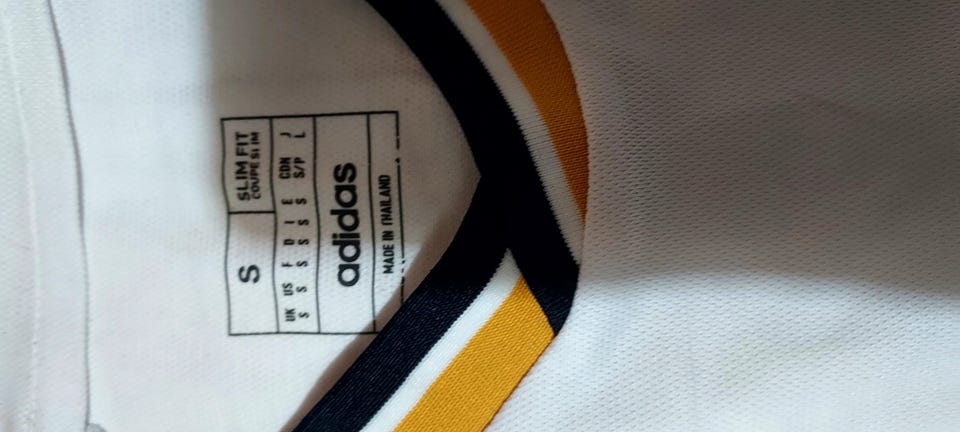 S SLIM FIT
COUPE SLIM
UK US F D I E CDN J
S S S S S S S/P L
adidas
MADE IN THAILAND